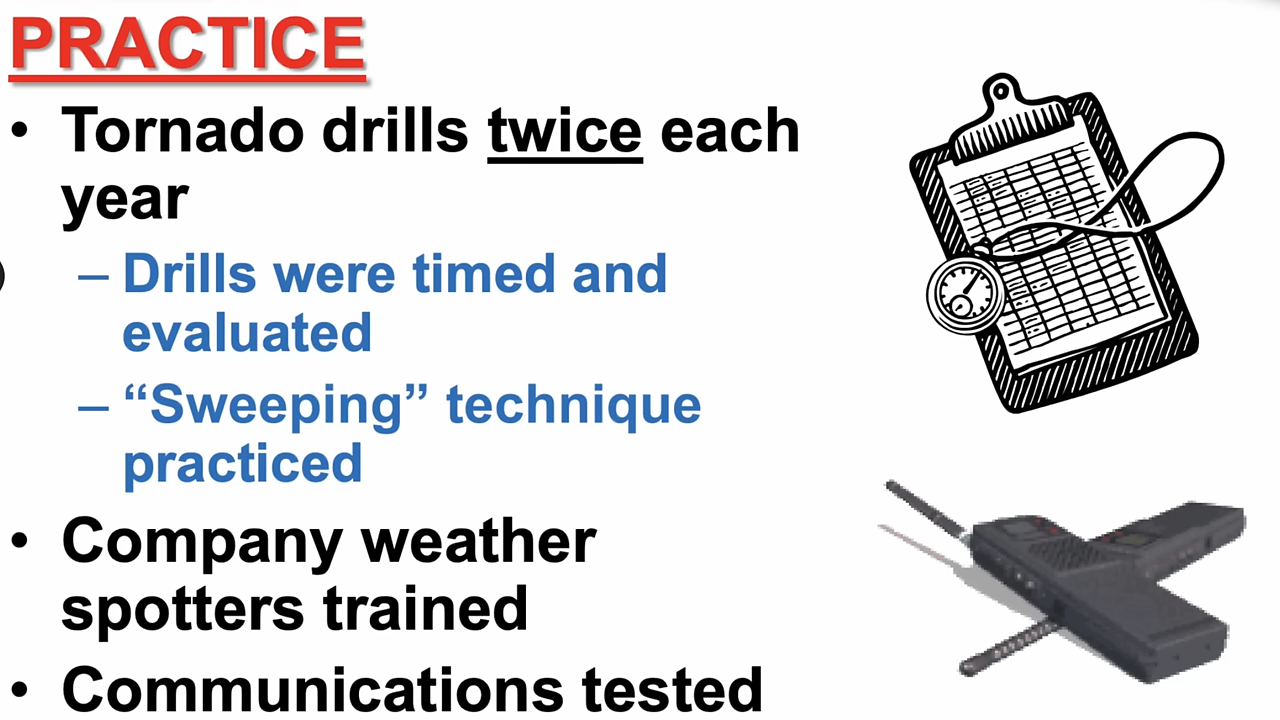 PRACTICE
• Tornado drills twice each
year
– Drills were timed and
evaluated
– “Sweeping” technique
practiced
• Company weather
spotters trained
• Communications tested